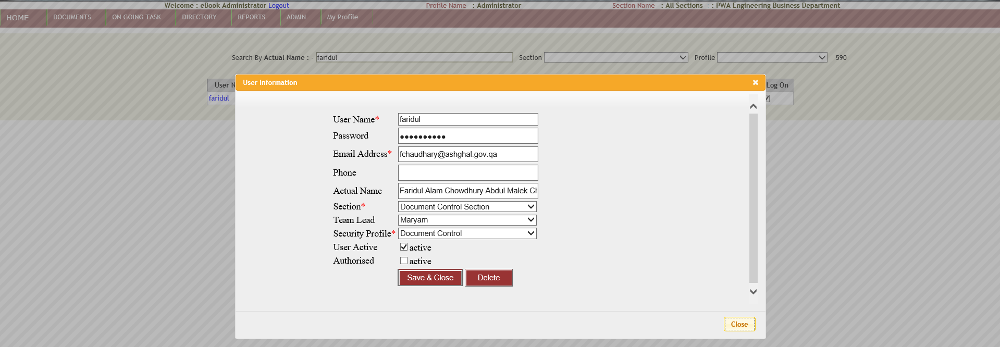 Welcome : eBook Administrator Logout Profile Name : Administrator Section Name : All Sections : : PWA Engineering Business Department
HOME DOCUMENTS ON GOING TASK DIRECTORY REPORTS ADMIN My Profile
Search By Actual Name : - faridul Section Profile 590
User N Log On
faridul
User Information
User Name* faridul
Password ••••••••••
Email Address* fchaudhary@ashghal.gov.qa
Phone
Actual Name Faridul Alam Chowdhury Abdul Malek
Section* Document Control Section
Team Lead Maryam
Security Profile* Document Control
User Active active
Authorised active
Save & Close Delete
Close